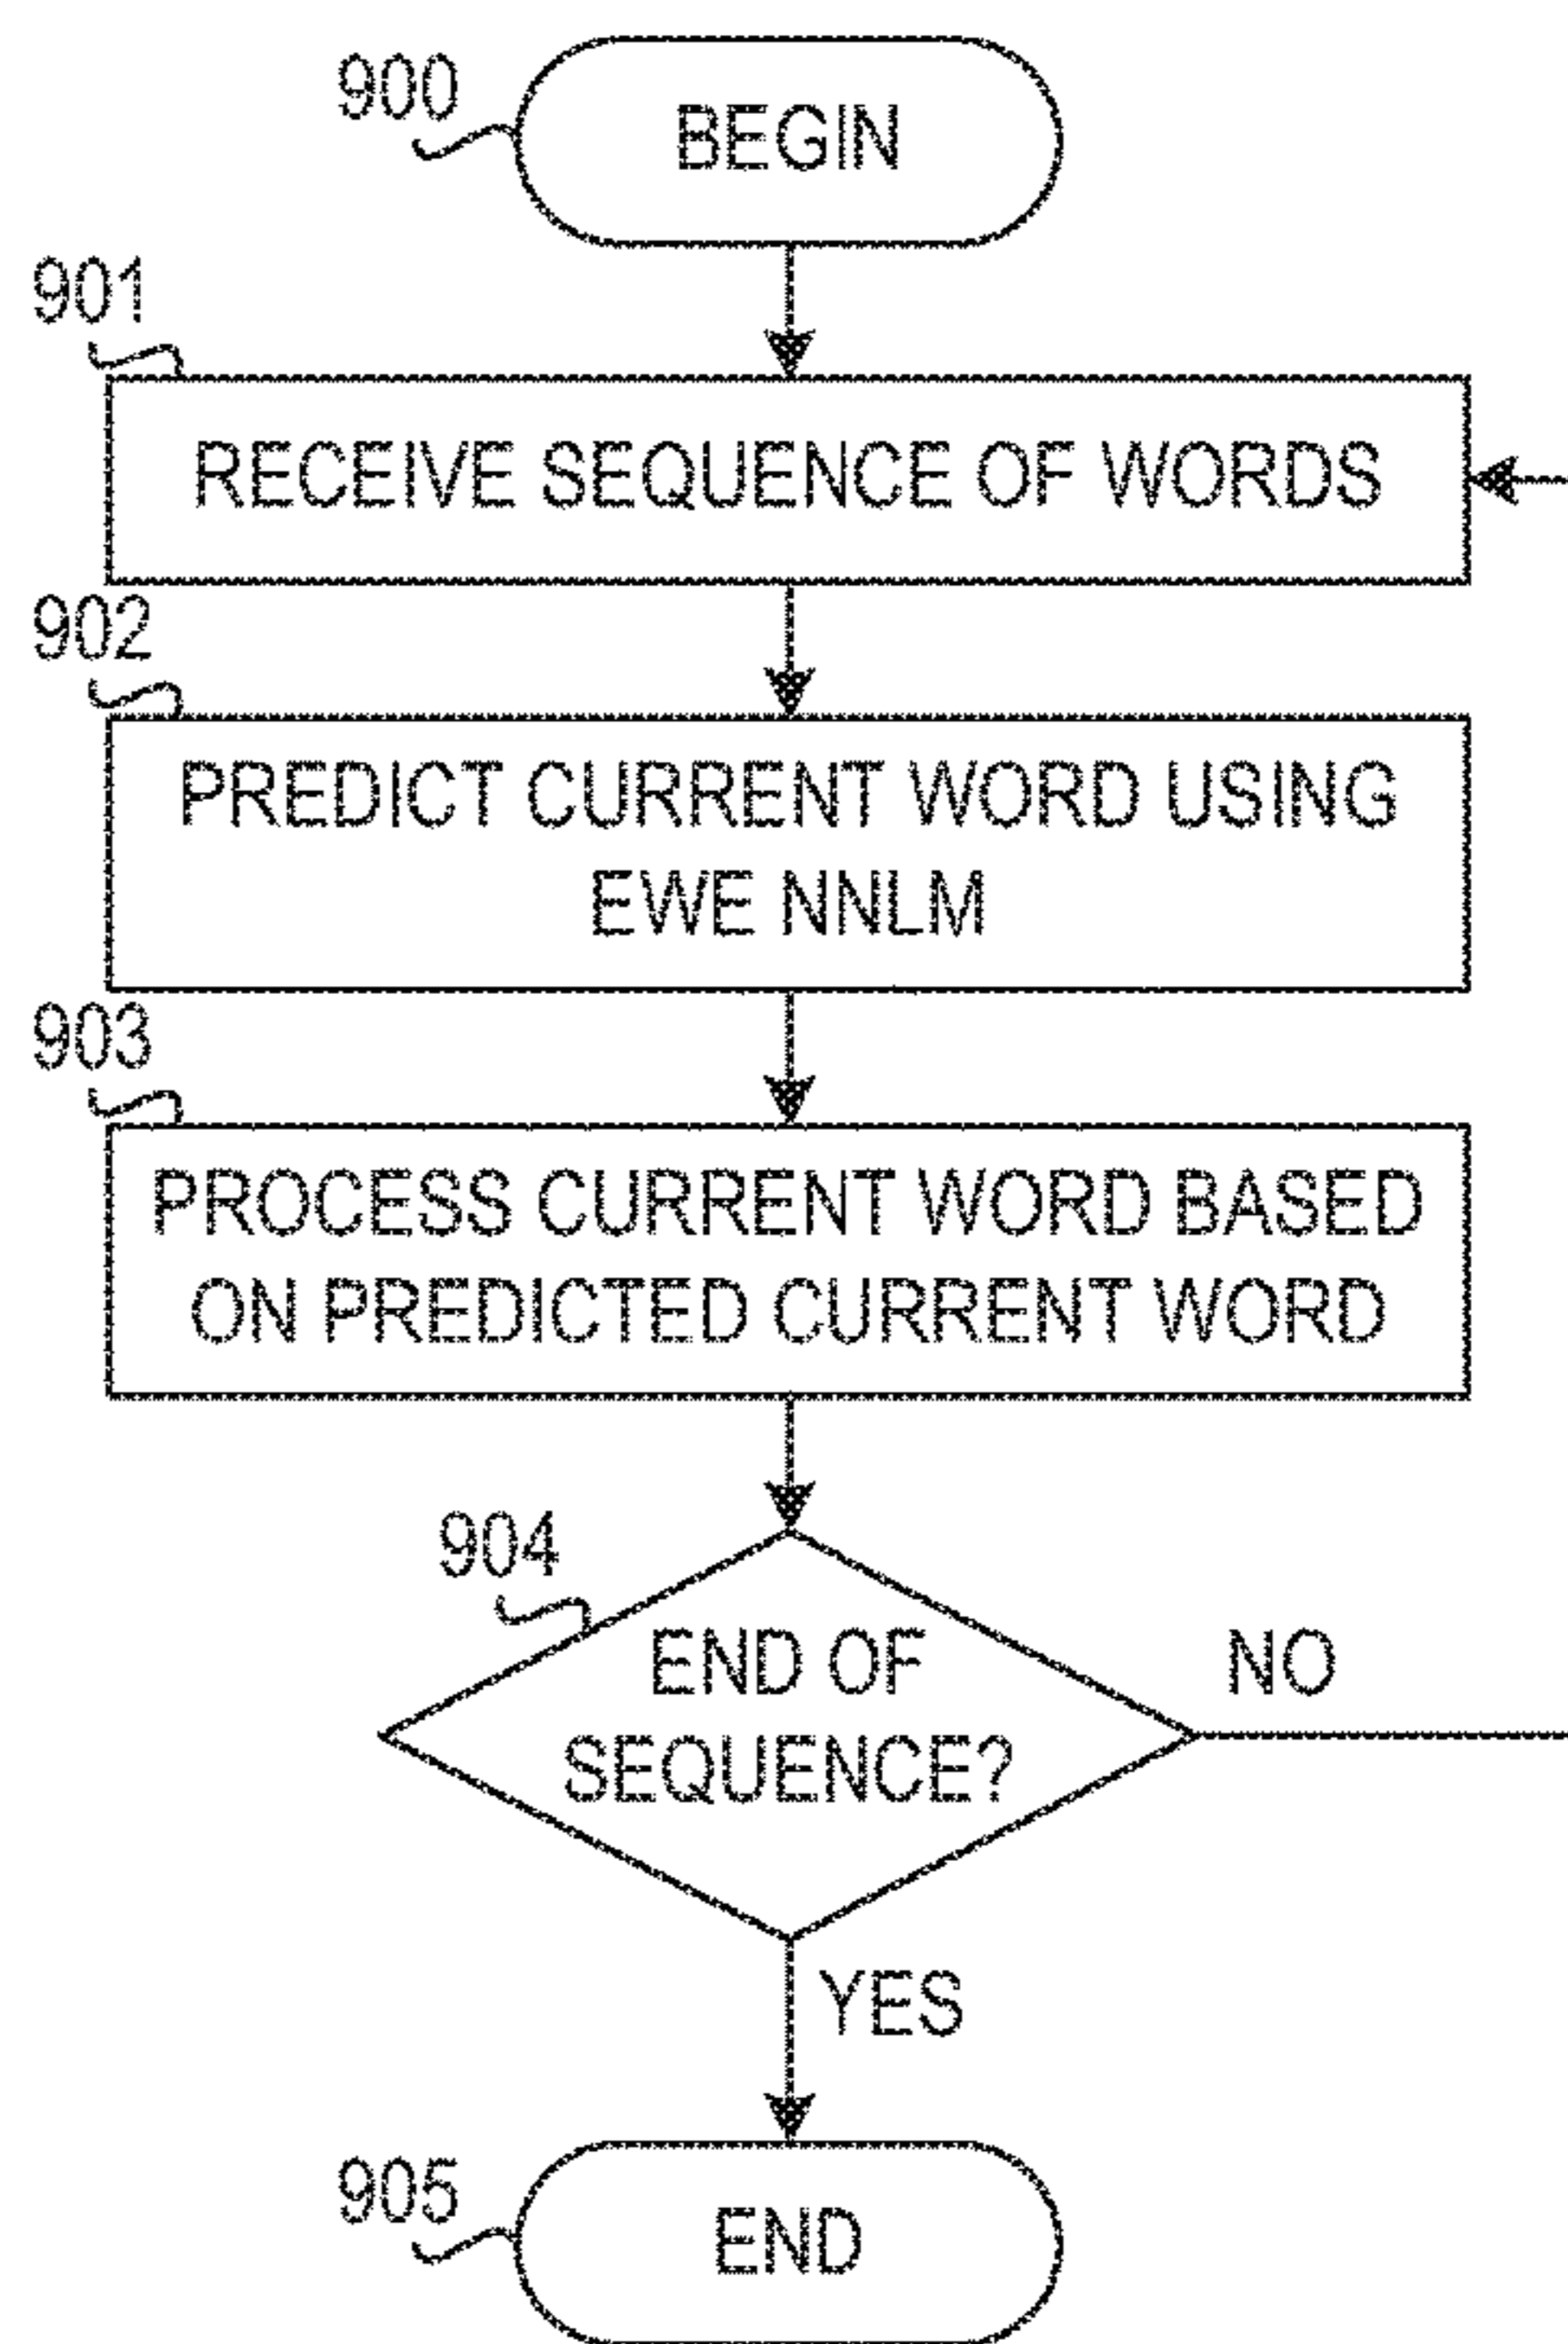 900
BEGIN
901
RECEIVE SEQUENCE OF WORDS
902
PREDICT CURRENT WORD USING
EWE NNLM
903
PROCESS CURRENT WORD BASED
ON PREDICTED CURRENT WORD
904
END OF
SEQUENCE?
NO
YES
905
END